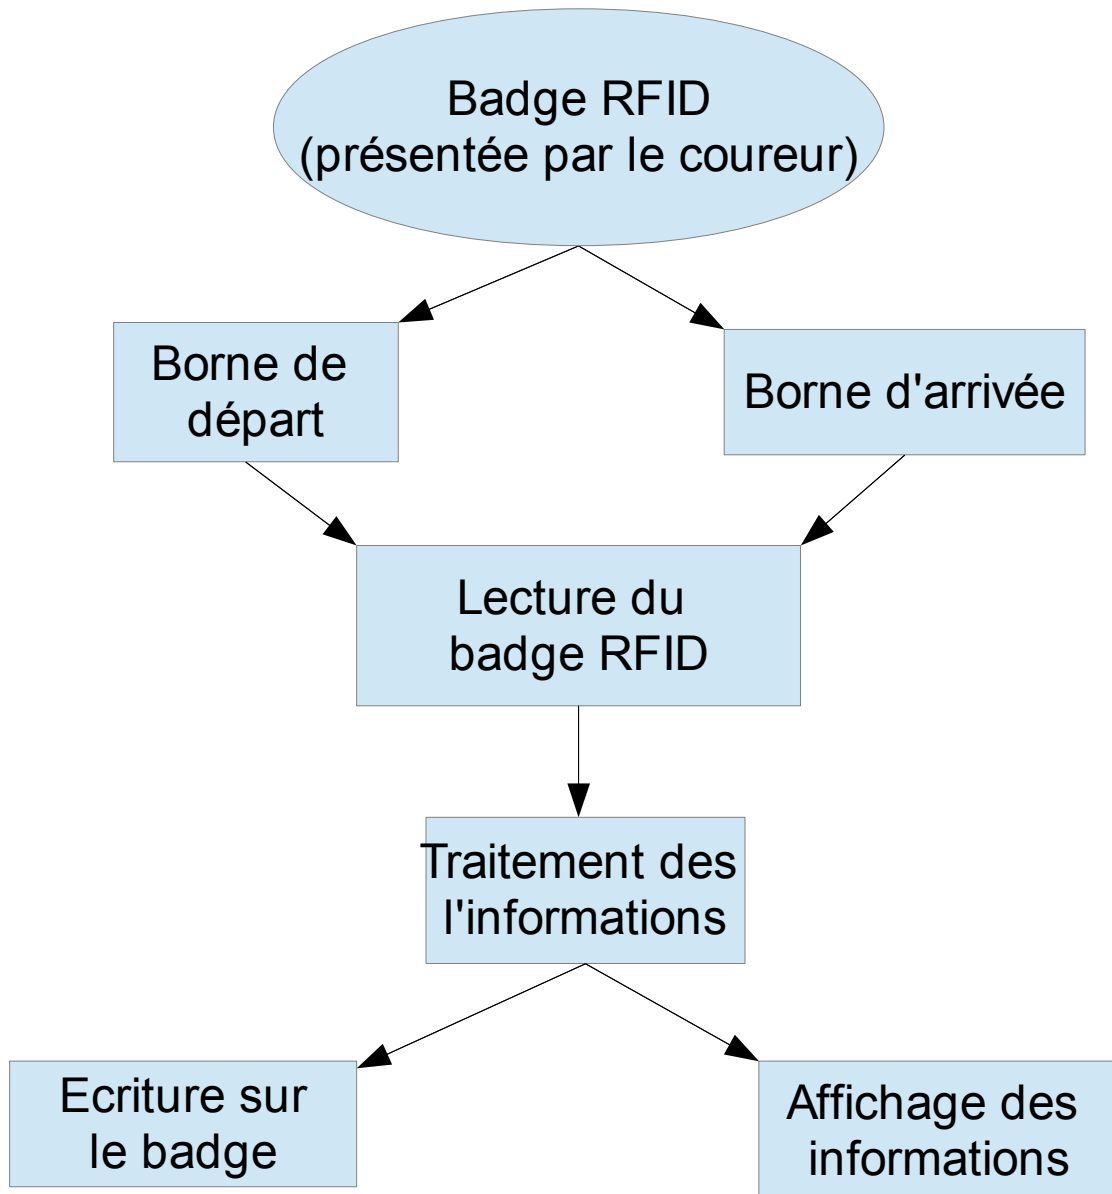 Badge RFID
(présentée par le coureur)
Borne de
départ
Borne d'arrivée
Lecture du
badge RFID
Traitement des
l'informations
Ecriture sur
le badge
Affichage des
informations